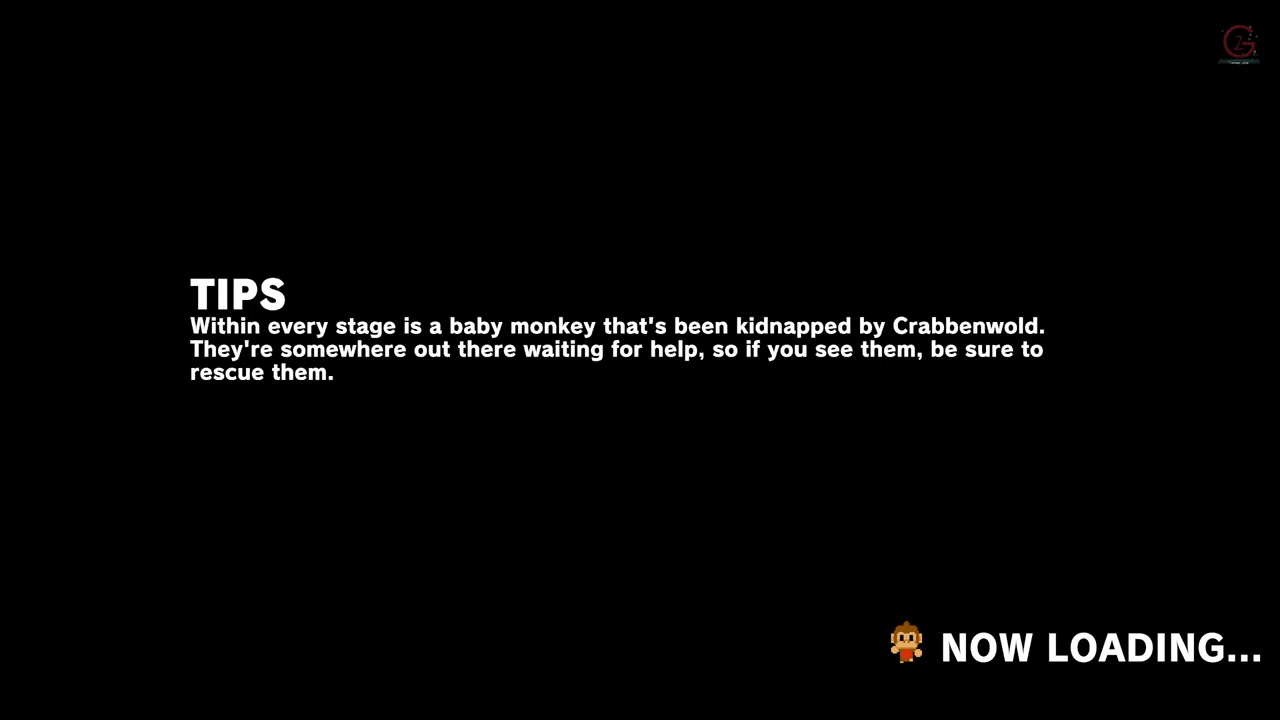 TIPS
Within every stage is a baby monkey that's been kidnapped by Crabbenwold.
They're somewhere out there waiting for help, so if you see them, be sure to
rescue them.
NOW LOADING...